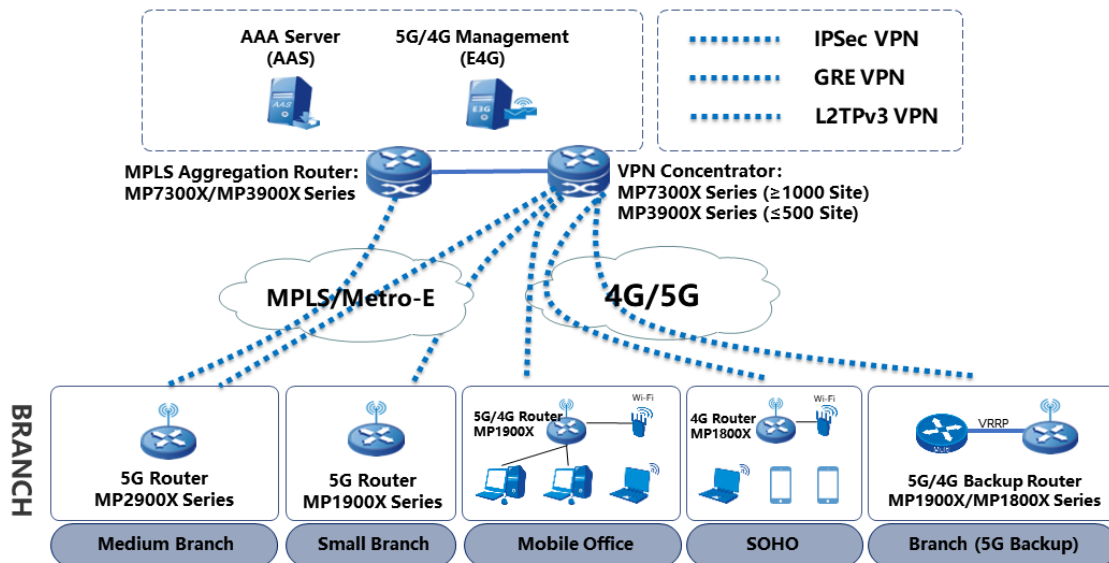 AAA Server
(AAS)
5G/4G Management
(E4G)
AAS
E3G
IPSec VPN
GRE VPN
L2TPv3 VPN
MPLS Aggregation Router:
MP7300X/MP3900X Series
VPN Concentrator:
MP7300X Series (≥1000 Site)
MP3900X Series (≤500 Site)
MPLS/Metro-E
4G/5G
BRANCH
5G Router
MP2900X Series
5G Router
MP1900X Series
5G/4G Router
MP1900X
Wi-Fi
4G Router
MP1800X
Wi-Fi
VRRP
5G/4G Backup Router
MP1900X/MP1800X Series
Medium Branch
Small Branch
Mobile Office
SOHO
Branch (5G Backup)